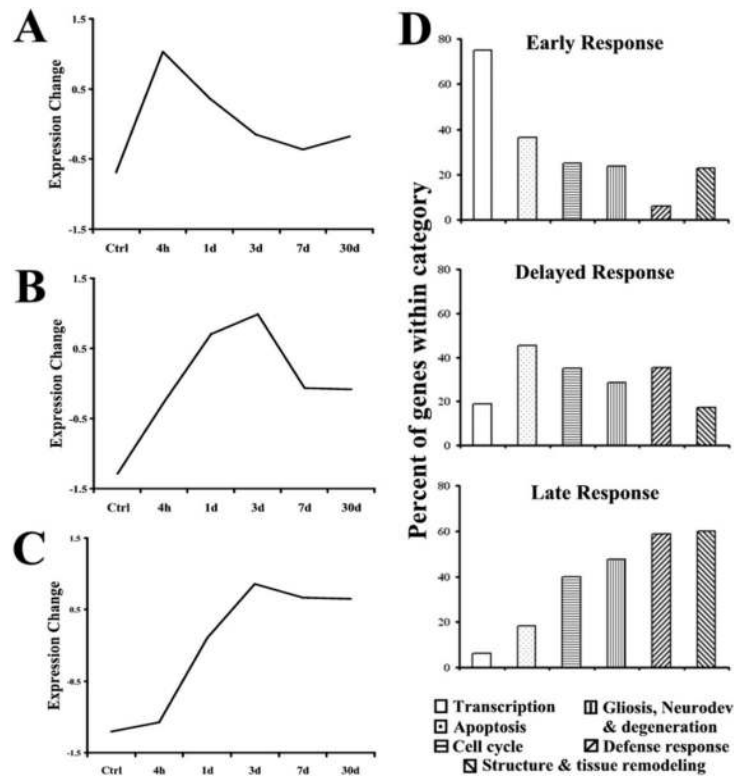 A
1.5
0.5
-0.5
-1.5
Expression Change
Ctrl 4h 1d 3d 7d 30d
B
1.5
0.5
-0.5
-1.5
Expression Change
Ctrl 4h 1d 3d 7d 30d
C
1.5
0.5
-0.5
-1.5
Expression Change
Ctrl 4h 1d 3d 7d 30d
D
Percent of genes within category
Early Response
80
60
40
20
0
Delayed Response
80
60
40
20
0
Late Response
80
60
40
20
0
Transcription
Apoptosis
Cell cycle
Gliosis, Neurodev
& degeneration
Defense response
Structure & tissue remodeling